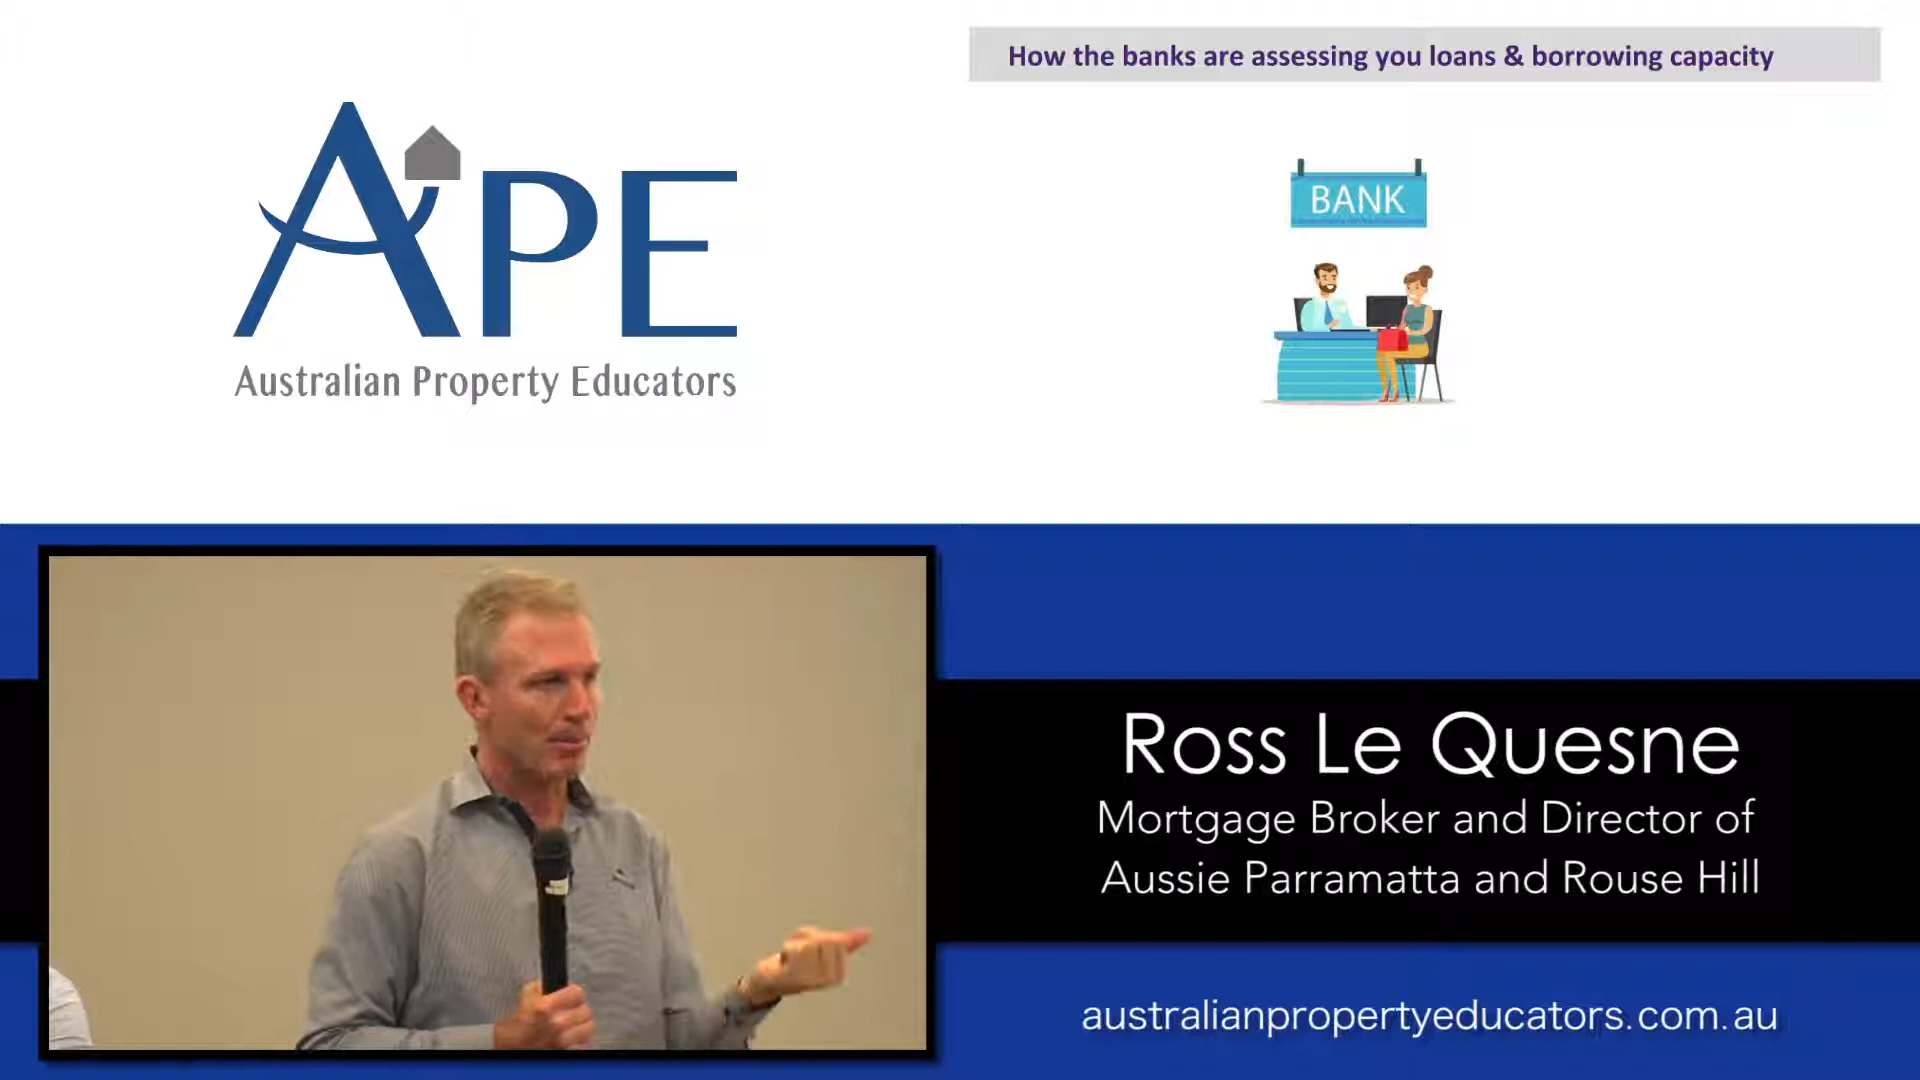 How the banks are assessing you loans & borrowing capacity
APE
Australian Property Educators
BANK
Ross Le Quesne
Mortgage Broker and Director of
Aussie Parramatta and Rouse Hill
australianpropertyeducators.com.au